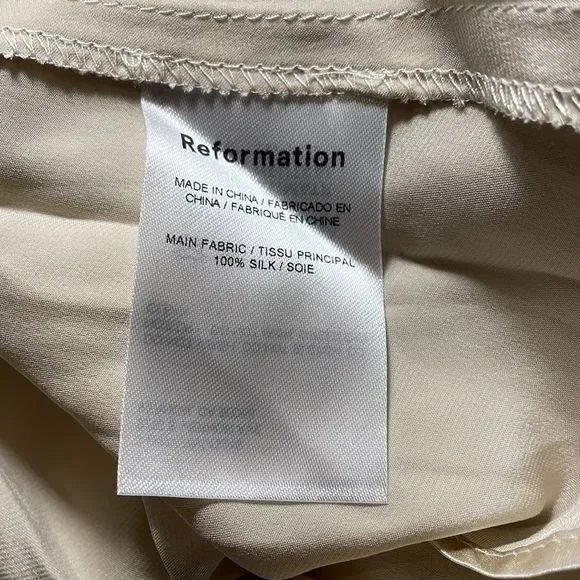 Reformation
MADE IN CHINA / FABRICADO EN
CHINA / FABRIQUÉ EN CHINE
MAIN FABRIC / TISSU PRINCIPAL
100% SILK / SOIE